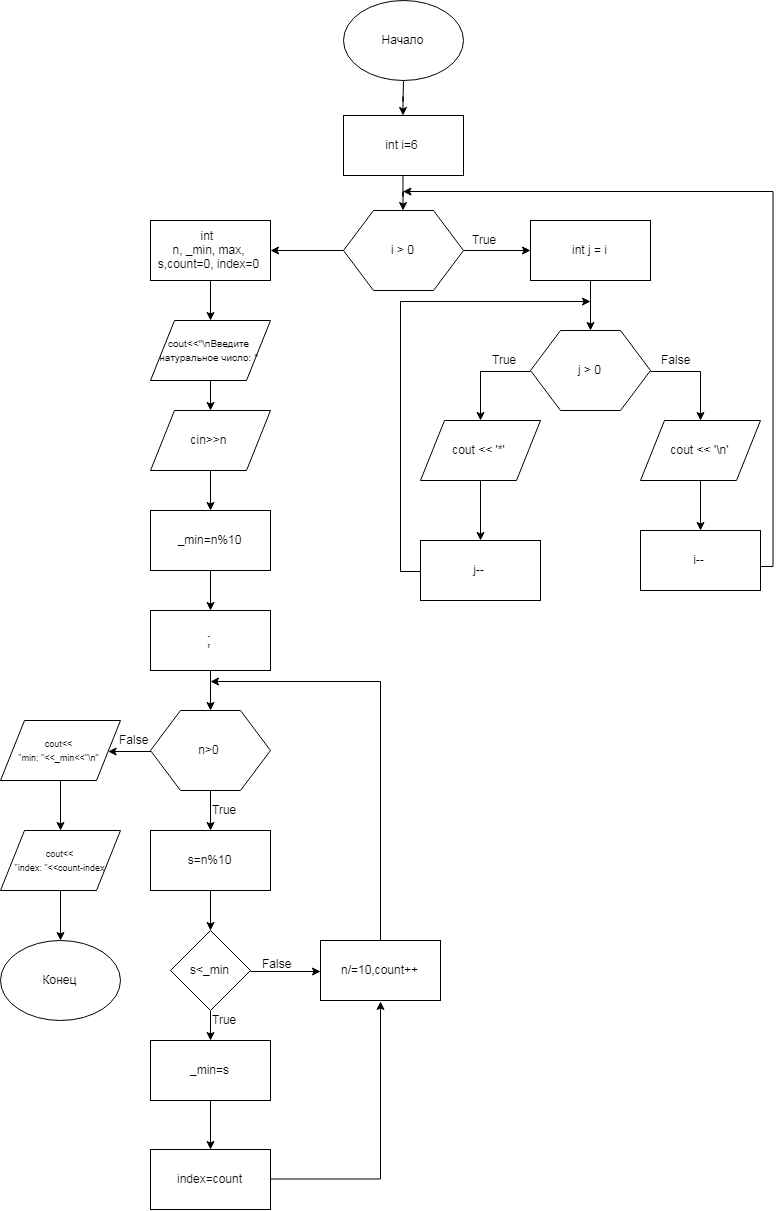 Начало
int i=6
i > 0
True
int j = i
int
n, _min, max,
s,count=0, index=0
cout<<"\nВведите
натуральное число: "
j > 0
True
False
cin>>n
cout << '*'
cout << '\n'
_min=n%10
j--
i--
;
n>0
False
cout<<
"min: "<<_min<<"\n"
True
cout<<
"index: "<<count-index
s=n%10
s<_min
False
n/=10,count++
Конец
True
_min=s
index=count